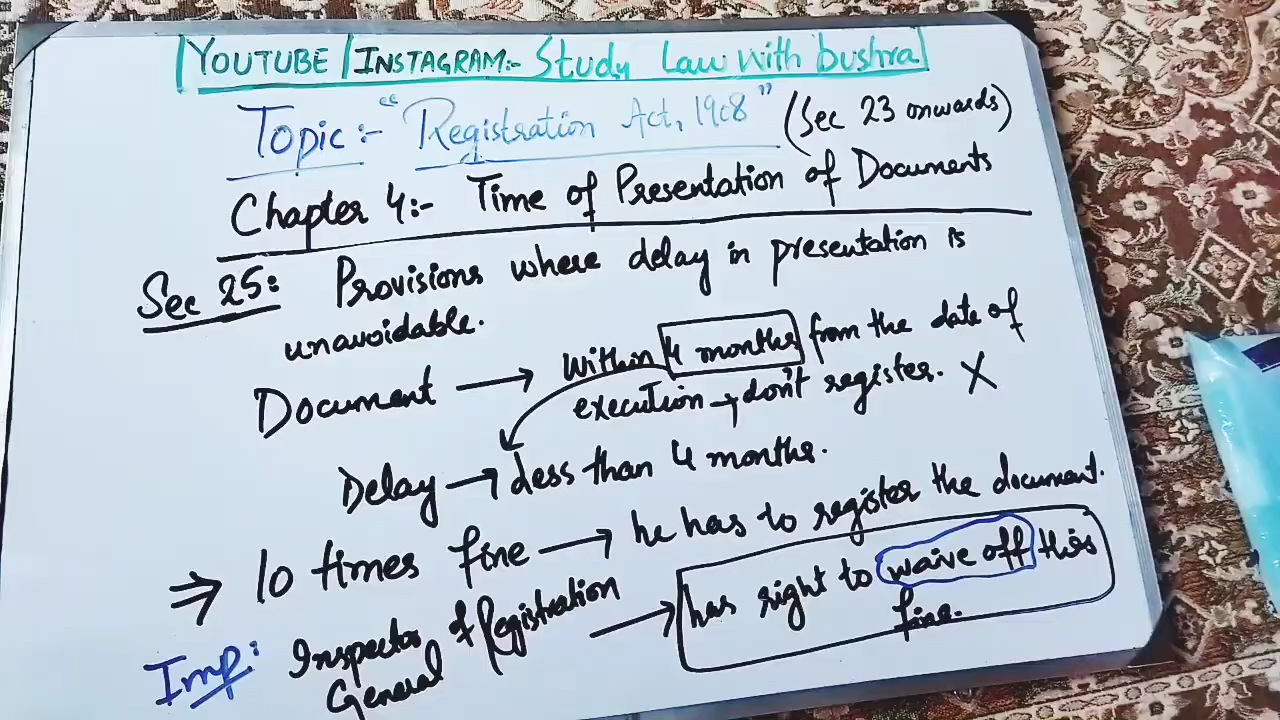 YOUTUBE | INSTAGRAM:- Study Law with bushra
Topic:- "Registration Act, 1908" (Sec 23 onwards)
Chapter 4:- Time of Presentation of Documents
Sec 25: Provisions where delay in presentation is
unavoidable.
Document → Within 4 months from the date of
execution → don't register. X
Delay → Less than 4 months.
⇒ 10 times fine → he has to register the document.
Imp: Inspector General of Registration → has right to waive off this
fine.